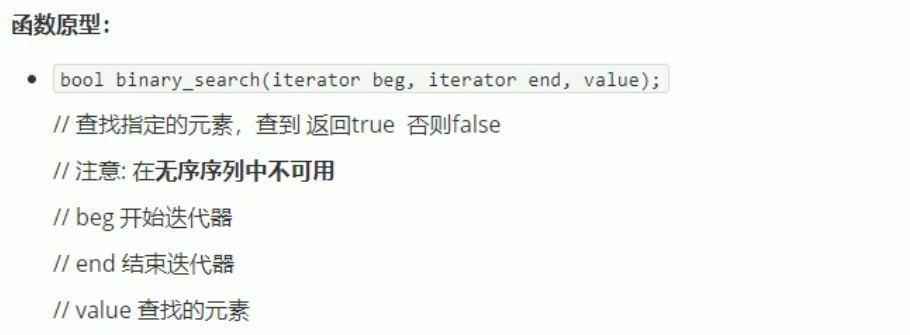 函数原型：
bool binary_search(iterator beg, iterator end, value);
// 查找指定的元素，查到 返回true 否则false
// 注意: 在无序序列中不可用
// beg 开始迭代器
// end 结束迭代器
// value 查找的元素